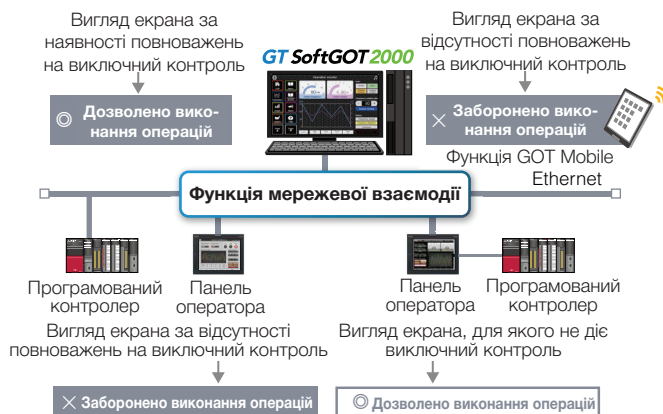 Вигляд екрана за
наявності повноважень
на виключний контроль
GT SoftGOT2000
Вигляд екрана за
відсутності повноважень
на виключний контроль
◎ Дозволено вико-
нання операцій
× Заборонено вико-
нання операцій
Функція GOT Mobile
Ethernet
Функція мережевої взаємодії
Програмований
контролер
Панель
оператора
Панель
оператора
Програмований
контролер
Вигляд екрана за відсутності
повноважень на виключний контроль
Вигляд екрана, для якого не діє
виключний контроль
× Заборонено виконання операцій
◎ Дозволено виконання операцій